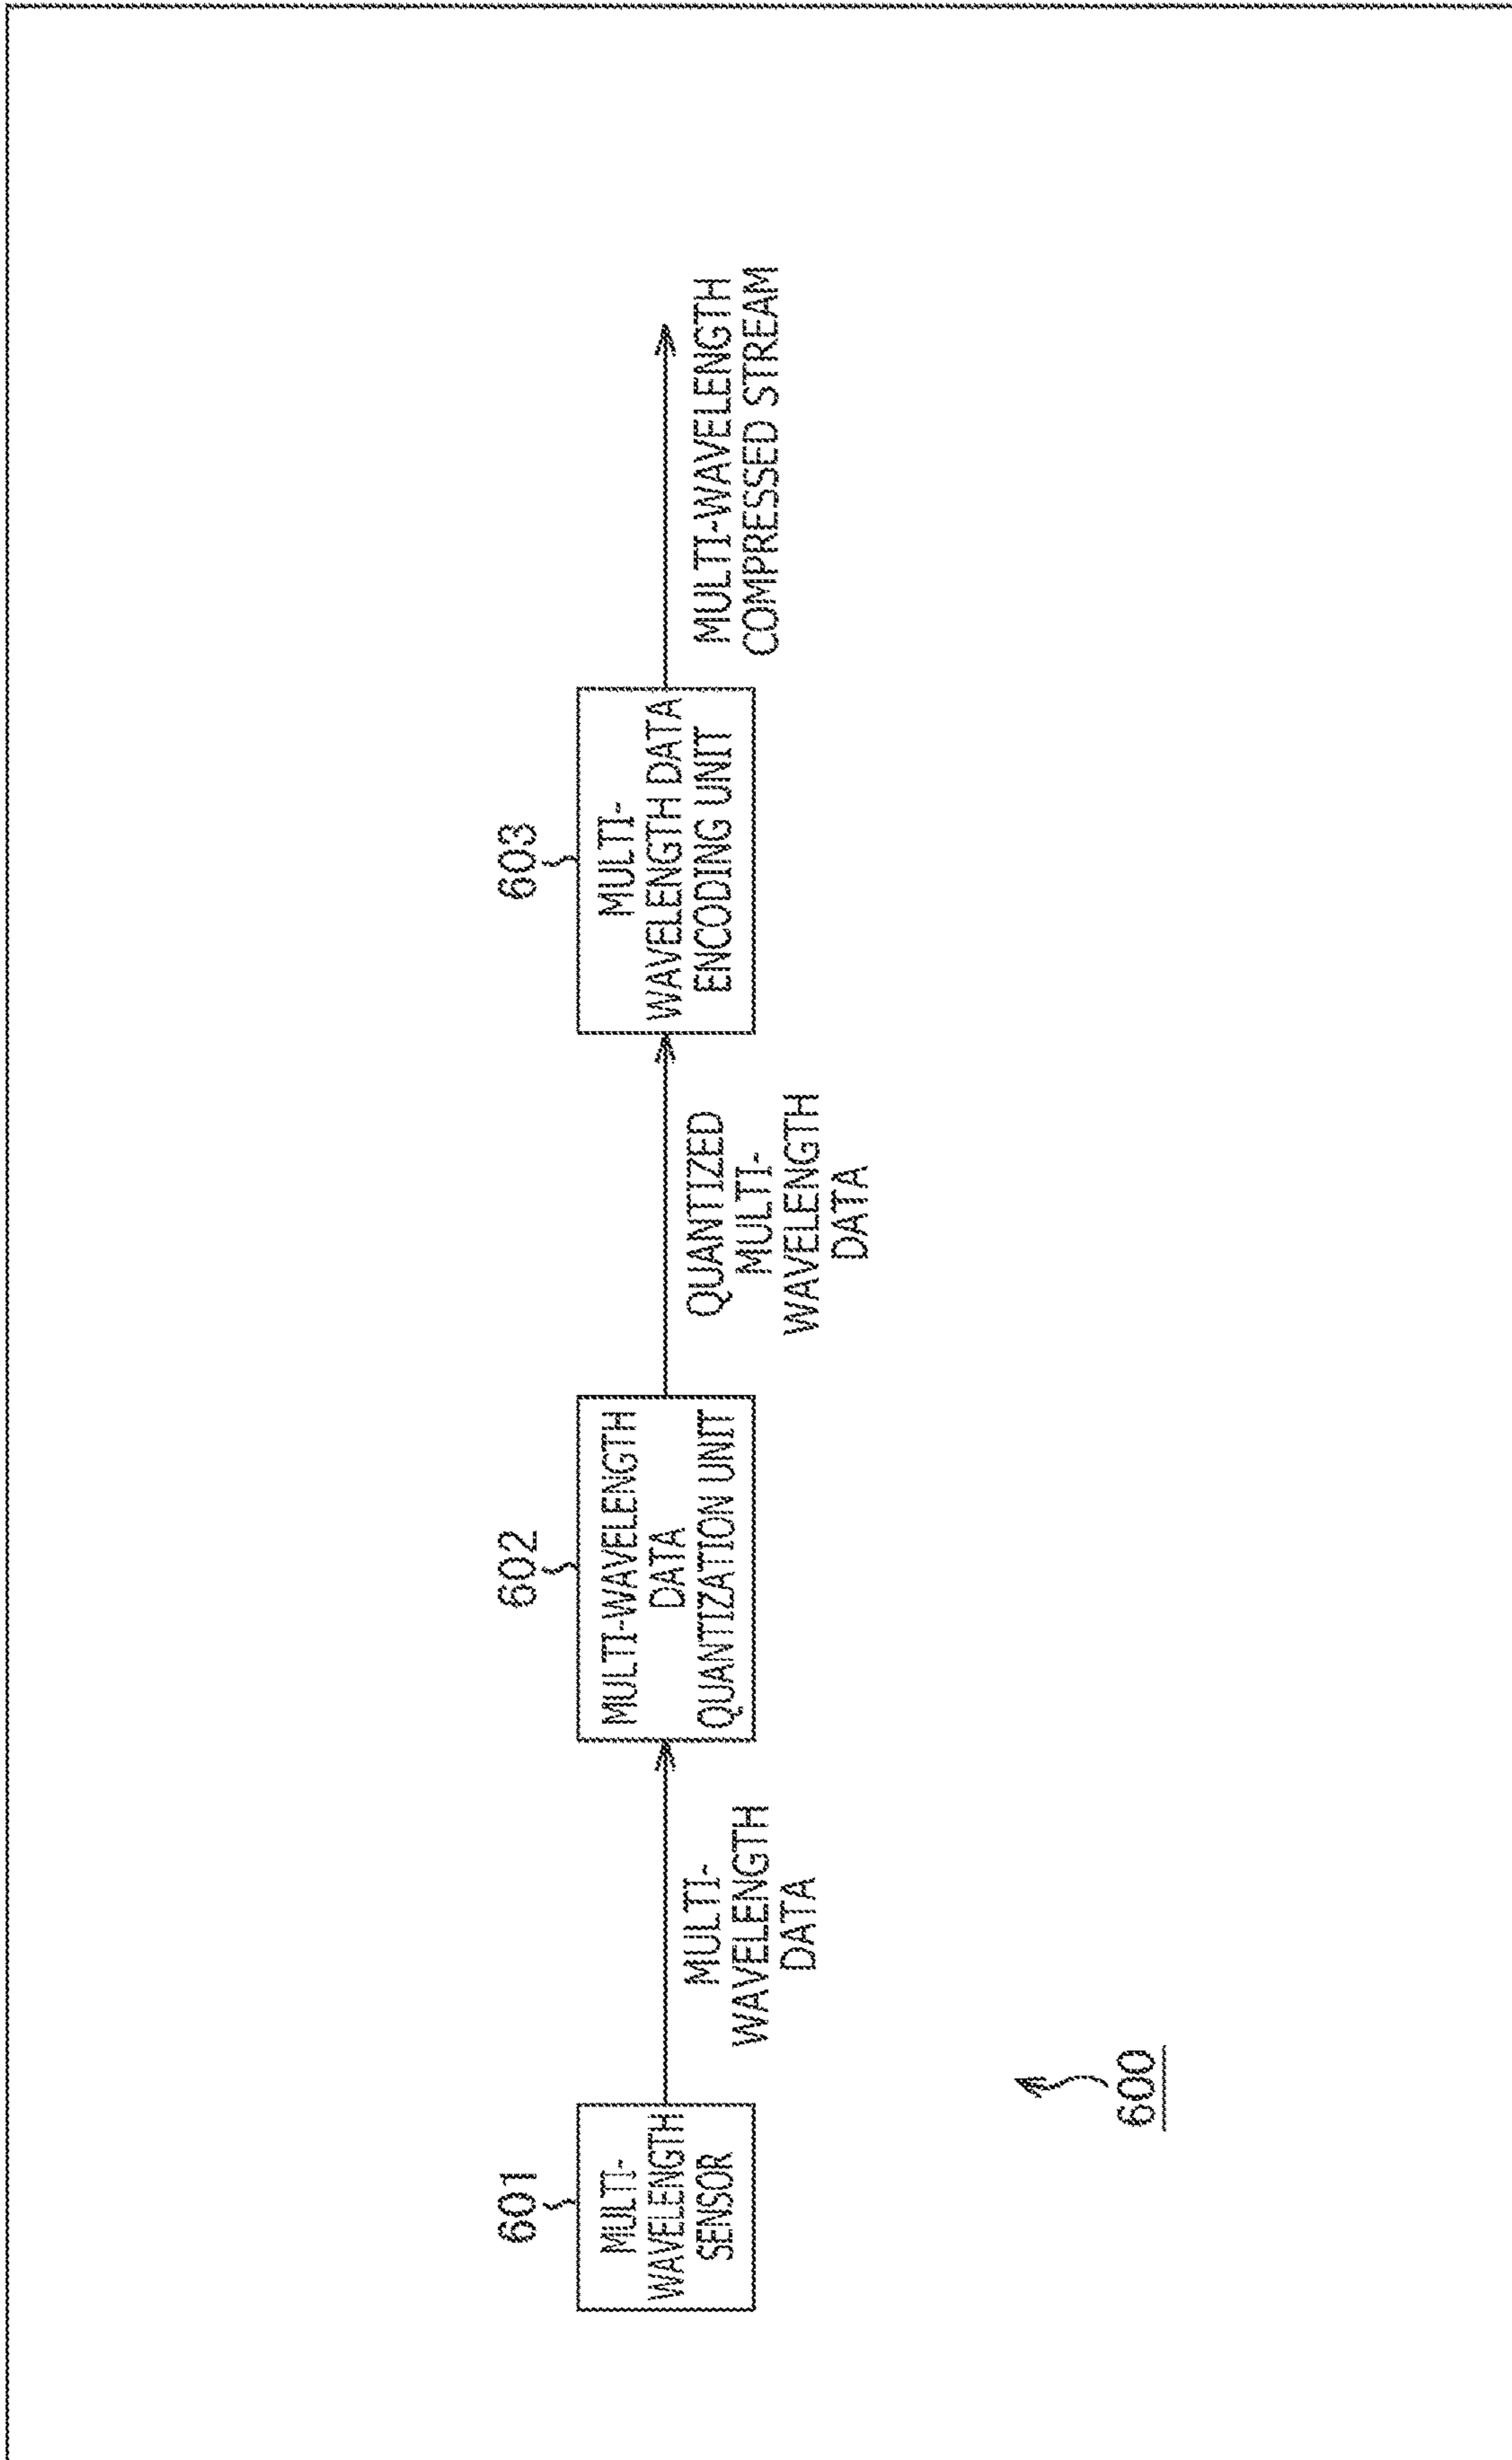 601
MULTI-
WAVELENGTH
SENSOR
MULTI-
WAVELENGTH
DATA
602
MULTI-WAVELENGTH
DATA
QUANTIZATION UNIT
QUANTIZED
MULTI-
WAVELENGTH
DATA
603
MULTI-
WAVELENGTH DATA
ENCODING UNIT
MULTI-WAVELENGTH
COMPRESSED STREAM
600